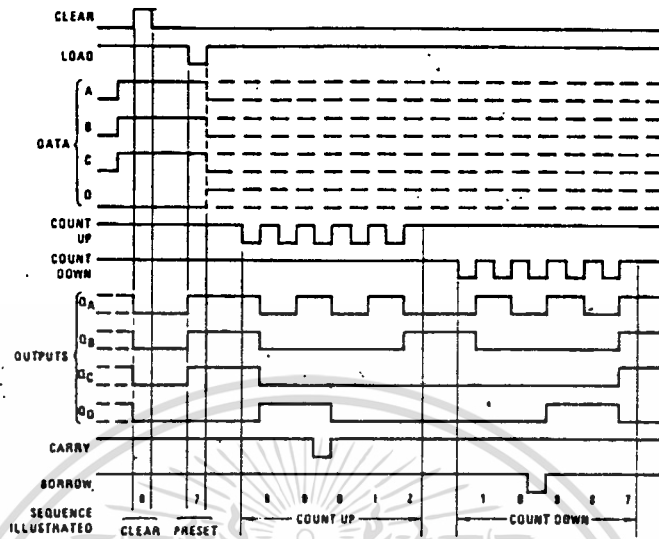 CLEAR
LOAD
DATA
A
B
C
D
COUNT UP
COUNT DOWN
OUTPUTS
QA
QB
QC
QD
CARRY
BORROW
SEQUENCE ILLUSTRATED
0 7 8 9 0 1 2 1 0 9 8 7
CLEAR PRESET COUNT UP COUNT DOWN